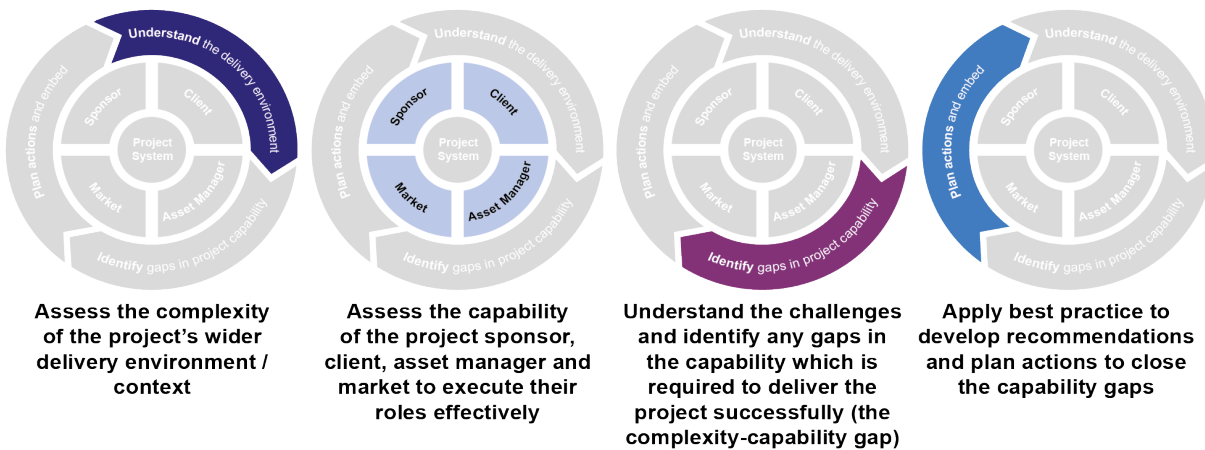 Understand the delivery environment
Plan actions and embed
Sponsor
Client
Project
System
Market
Asset Manager
Identify gaps in project capability
Assess the complexity
of the project’s wider
delivery environment /
context
Understand the delivery environment
Plan actions and embed
Sponsor
Client
Project
System
Market
Asset Manager
Identify gaps in project capability
Assess the capability
of the project sponsor,
client, asset manager and
market to execute their
roles effectively
Understand the delivery environment
Plan actions and embed
Sponsor
Client
Project
System
Market
Asset Manager
Identify gaps in project capability
Understand the challenges
and identify any gaps in
the capability which is
required to deliver the
project successfully (the
complexity-capability gap)
Understand the delivery environment
Plan actions and embed
Sponsor
Client
Project
System
Market
Asset Manager
Identify gaps in project capability
Apply best practice to
develop recommendations
and plan actions to close
the capability gaps